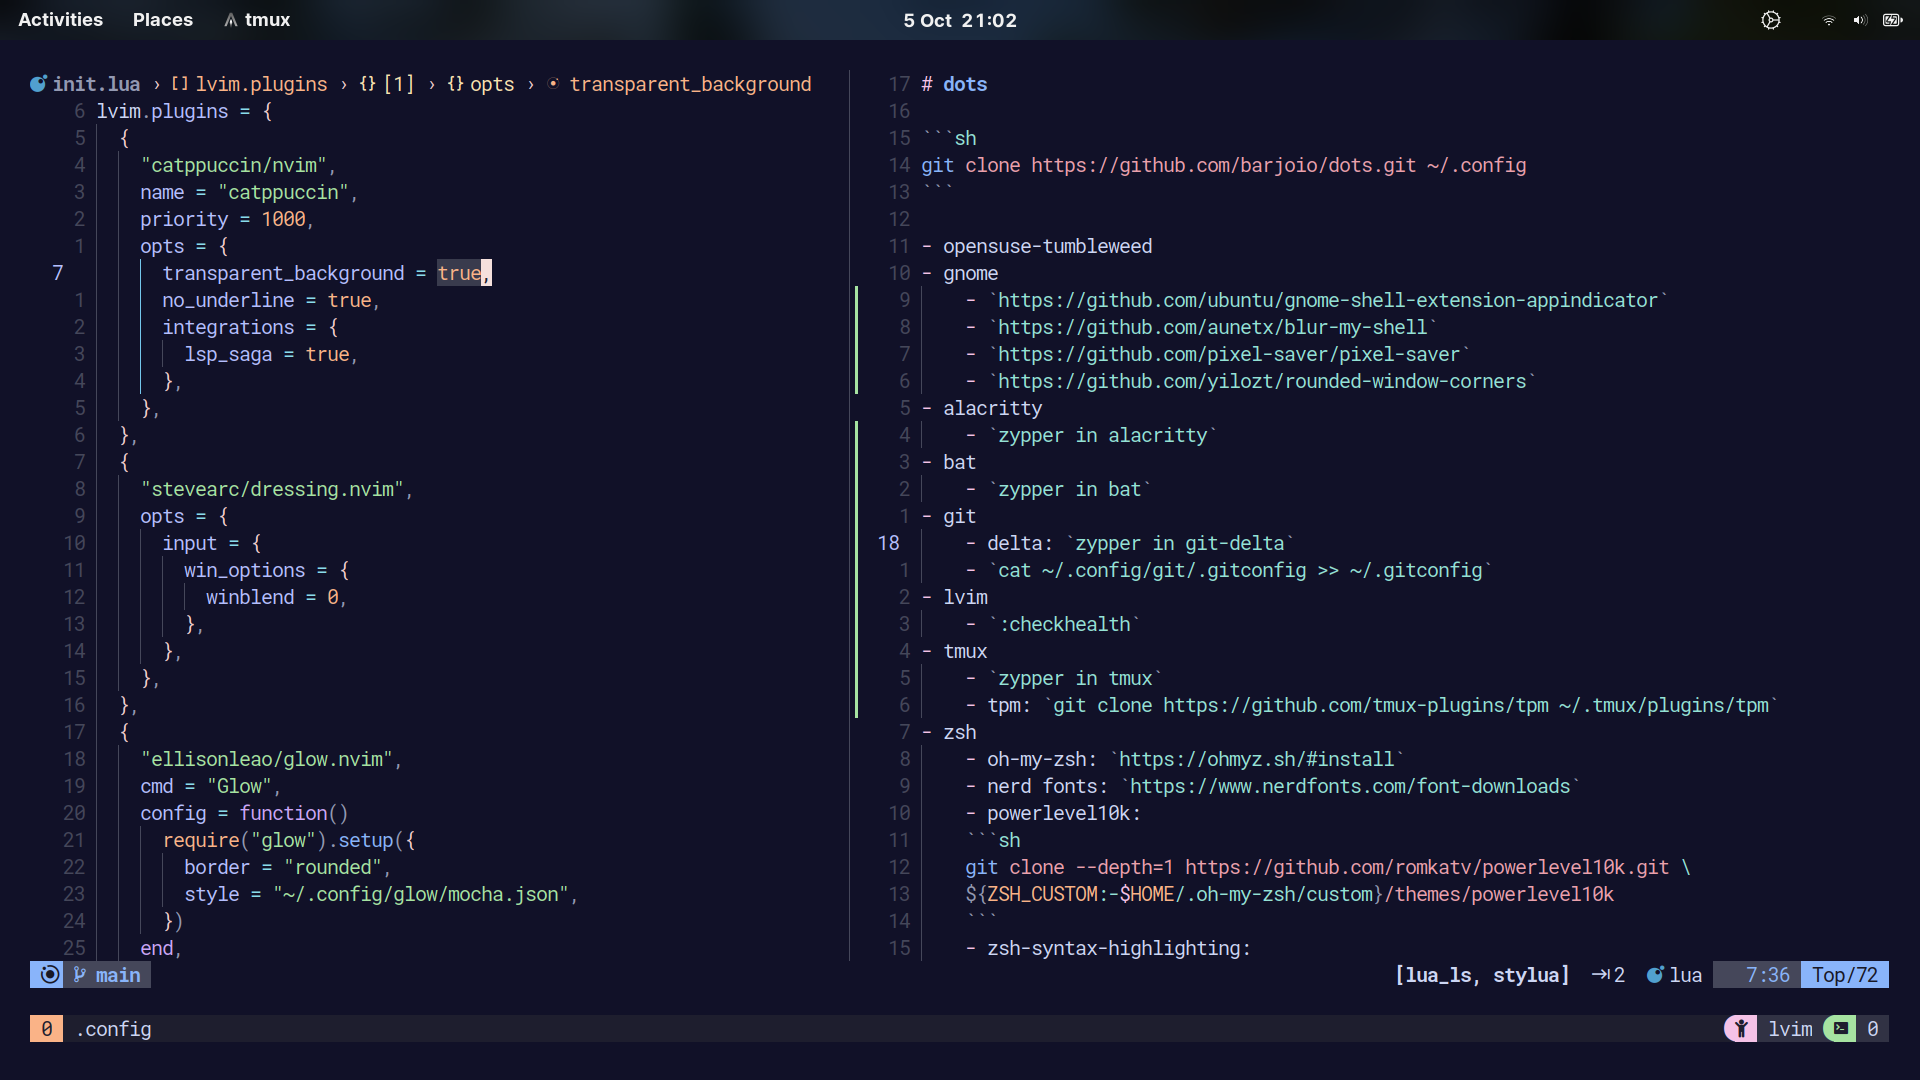 Activities Places tmux 5 Oct 21:02
init.lua › [] lvim.plugins › {} [1] › {} opts › transparent_background
6 lvim.plugins = {
5 {
4 "catppuccin/nvim",
3 name = "catppuccin",
2 priority = 1000,
1 opts = {
7 transparent_background = true,
1 no_underline = true,
2 integrations = {
3 lsp_saga = true,
4 },
5 },
6 },
7 {
8 "stevearc/dressing.nvim",
9 opts = {
10 input = {
11 win_options = {
12 winblend = 0,
13 },
14 },
15 },
16 },
17 {
18 "ellisonleao/glow.nvim",
19 cmd = "Glow",
20 config = function()
21 require("glow").setup({
22 border = "rounded",
23 style = "~/.config/glow/mocha.json",
24 })
25 end,
17 # dots
16
15 ```sh
14 git clone https://github.com/barjoio/dots.git ~/.config
13 ```
12
11 - opensuse-tumbleweed
10 - gnome
9 - `https://github.com/ubuntu/gnome-shell-extension-appindicator`
8 - `https://github.com/aunetx/blur-my-shell`
7 - `https://github.com/pixel-saver/pixel-saver`
6 - `https://github.com/yilozt/rounded-window-corners`
5 - alacritty
4 - `zypper in alacritty`
3 - bat
2 - `zypper in bat`
1 - git
18 - delta: `zypper in git-delta`
1 - `cat ~/.config/git/.gitconfig >> ~/.gitconfig`
2 - lvim
3 - `:checkhealth`
4 - tmux
5 - `zypper in tmux`
6 - tpm: `git clone https://github.com/tmux-plugins/tpm ~/.tmux/plugins/tpm`
7 - zsh
8 - oh-my-zsh: `https://ohmyz.sh/#install`
9 - nerd fonts: `https://www.nerdfonts.com/font-downloads`
10 - powerlevel10k:
11 ```sh
12 git clone --depth=1 https://github.com/romkatv/powerlevel10k.git \
13 ${ZSH_CUSTOM:-$HOME/.oh-my-zsh/custom}/themes/powerlevel10k
14 ```
15 - zsh-syntax-highlighting:
main [lua_ls, stylua] 2 lua 7:36 Top/72
0 .config lvim 0